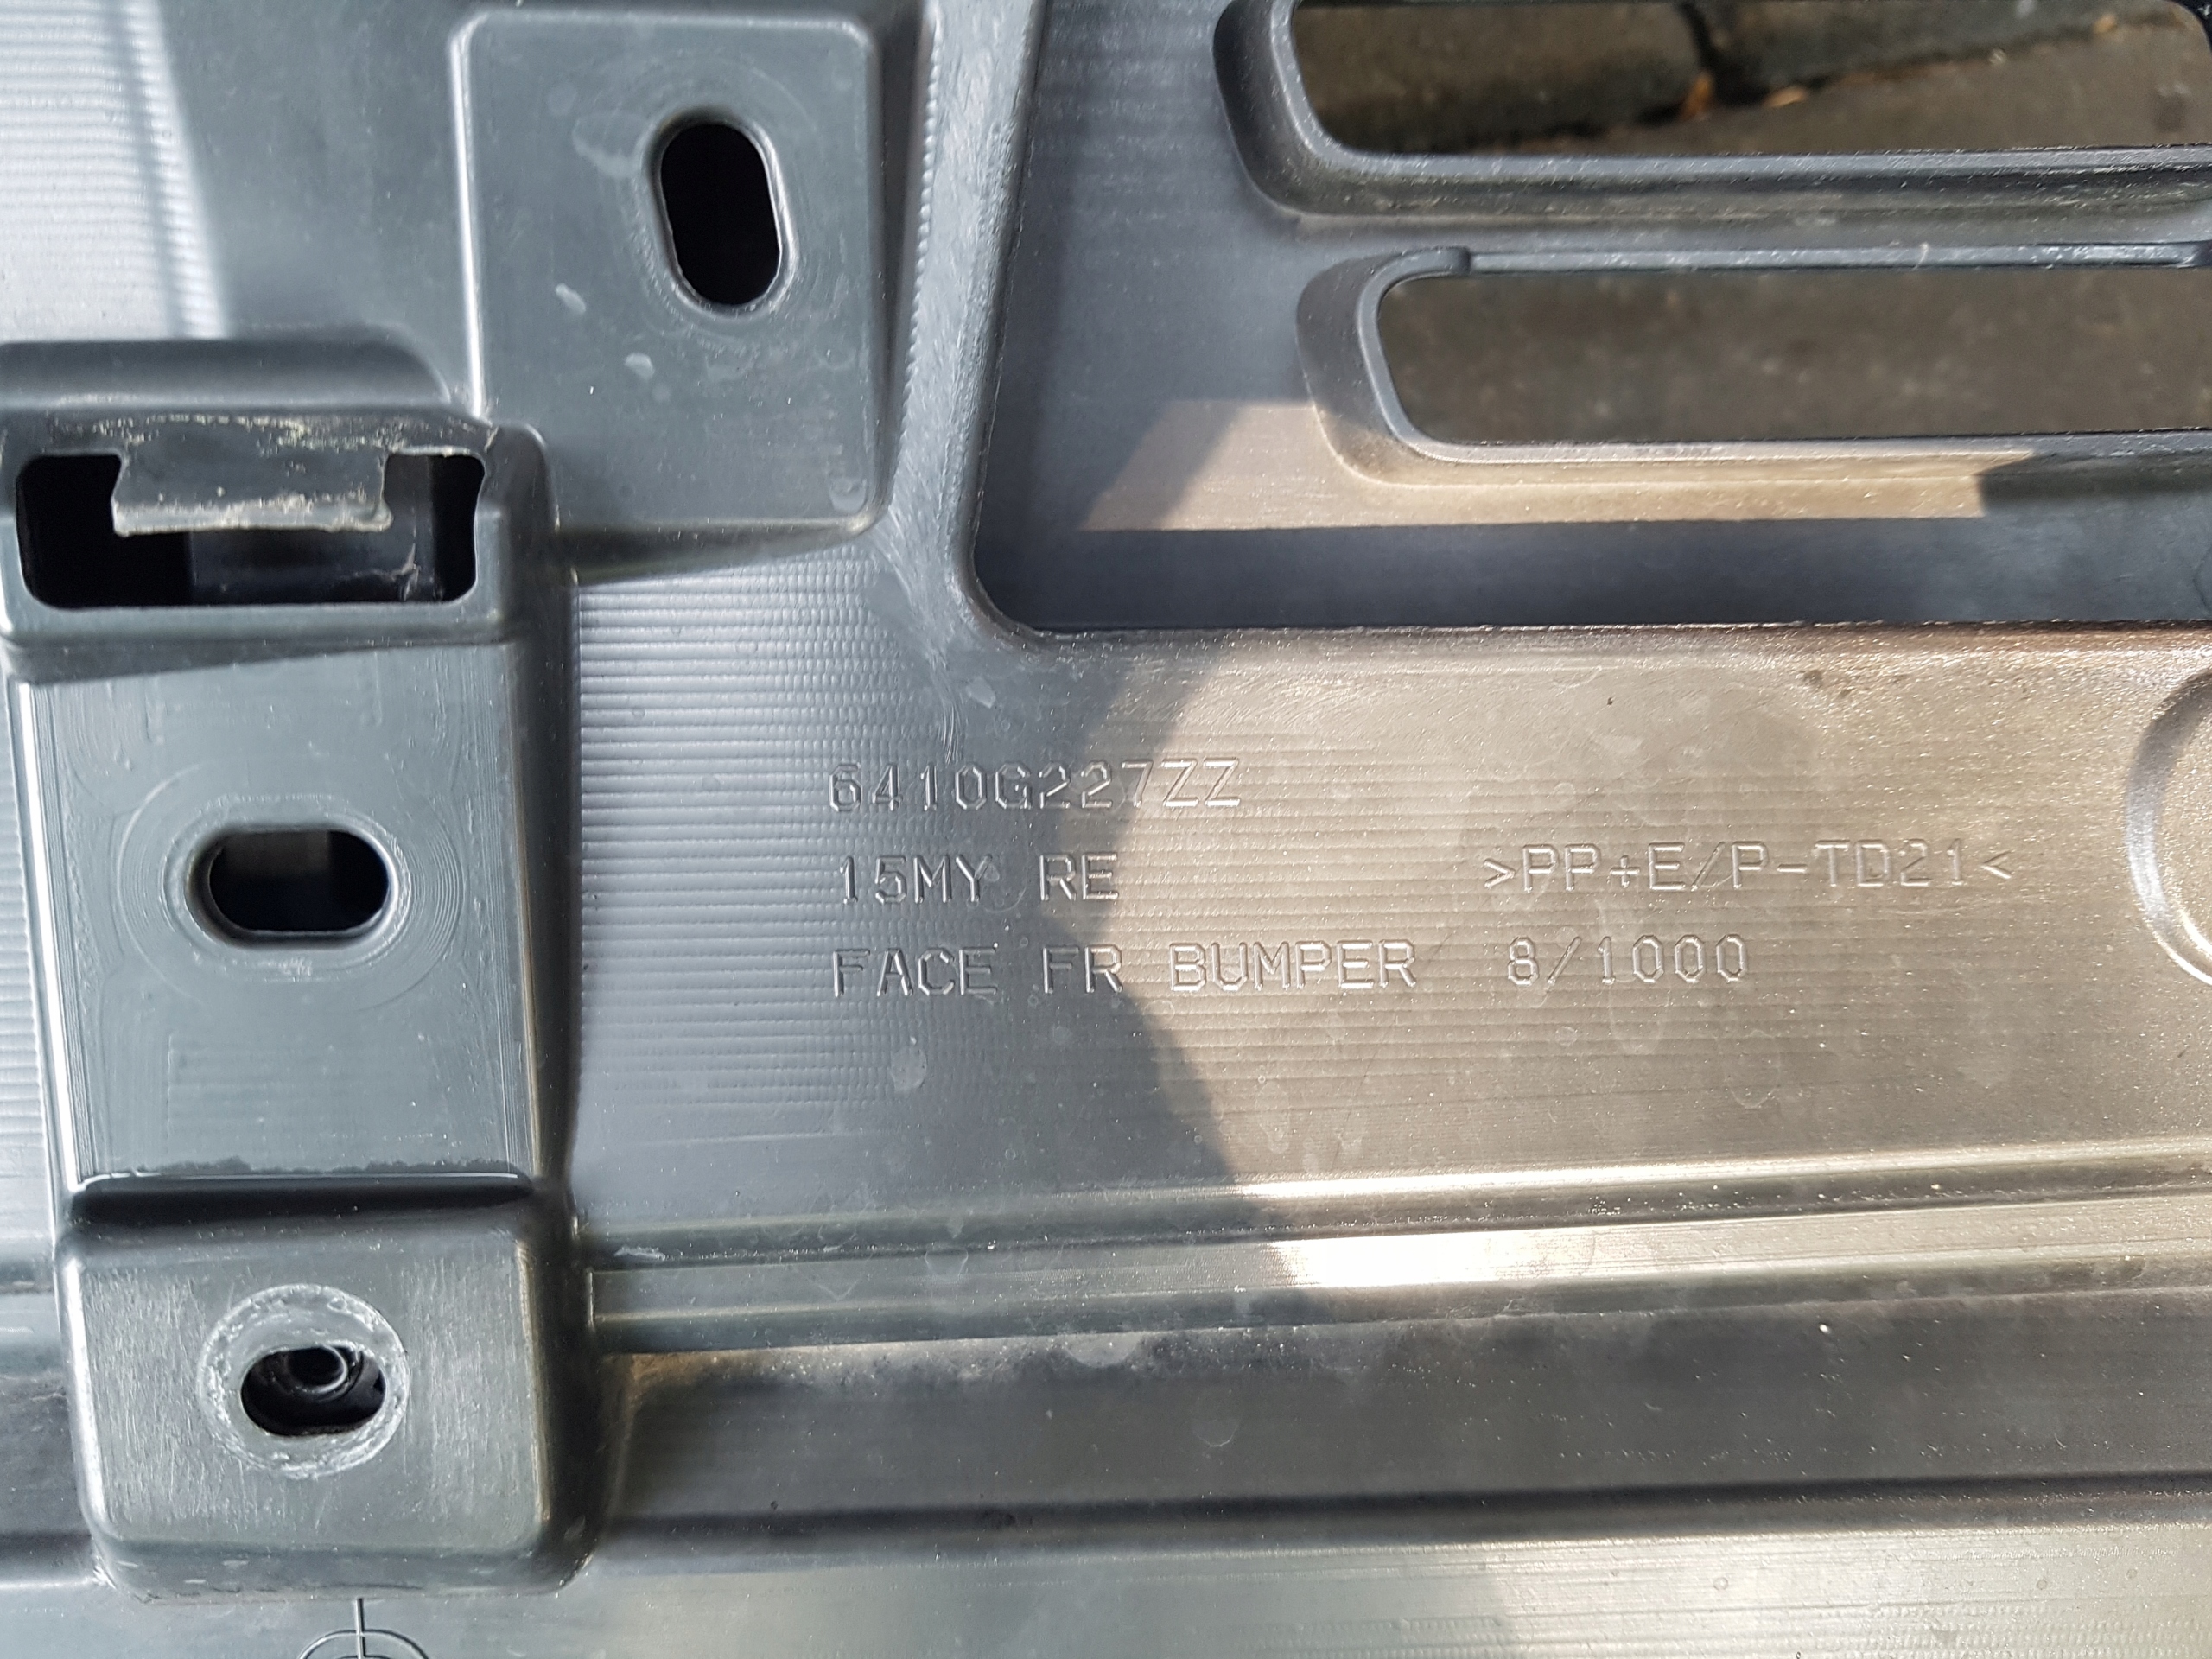 6410G227ZZ
15MY RE
>PP+E/P-TD21<
FACE FR BUMPER 8/1000